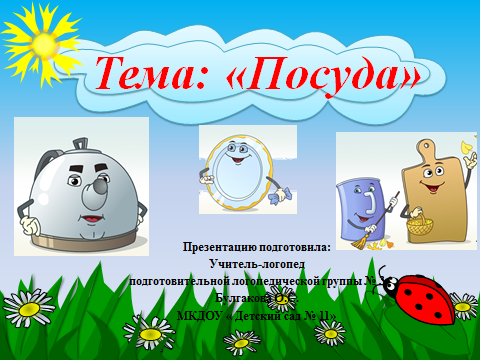 Тема: «Посуда»
Презентацию подготовила:
Учитель-логопед
подготовительной логопедической группы №
Булгакова О.С.
МКДОУ « Детский сад № 11»